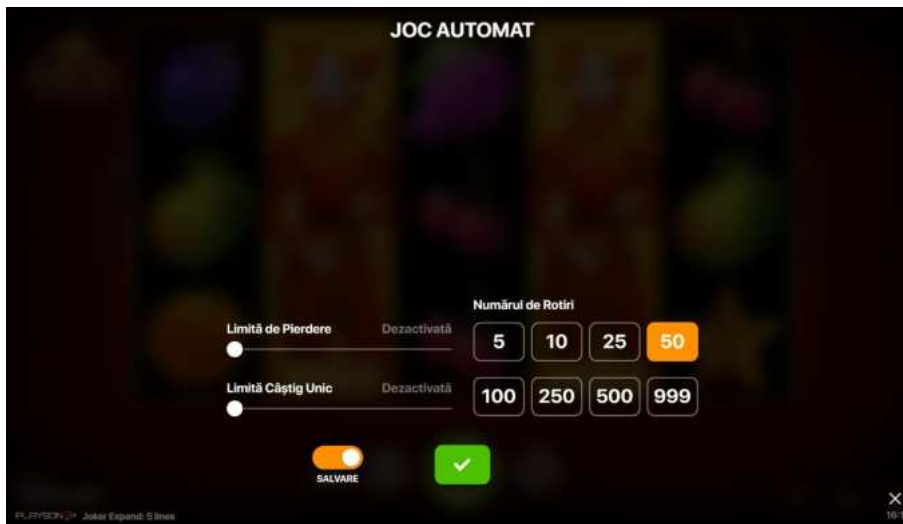 JOC AUTOMAT
Numărul de Rotiri
Limită de Pierdere Dezactivată
5 10 25 50
Limită Câștig Unic Dezactivată
100 250 500 999
SALVARE
PLAYSON Joker Expand: 5 lines